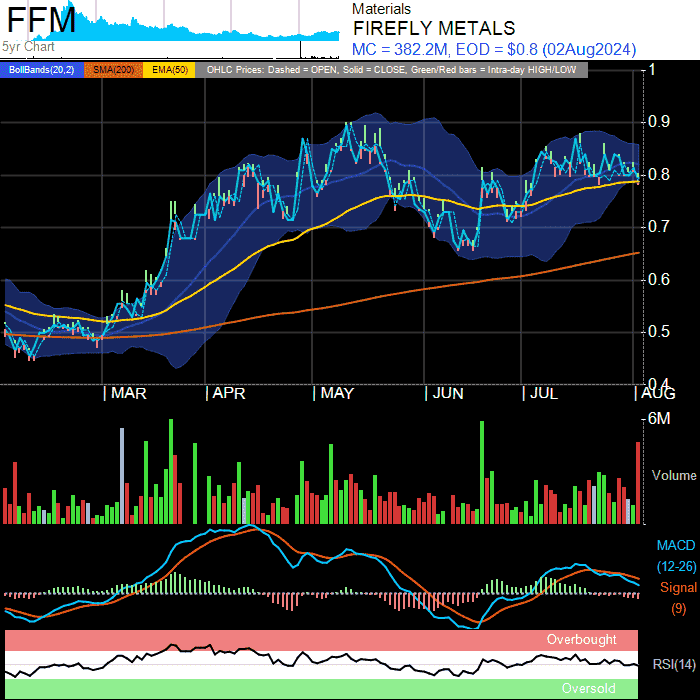 FFM
5yr Chart
Materials
FIREFLY METALS
MC = 382.2M, EOD = $0.8 (02Aug2024)
BollBands(20,2) SMA(200) EMA(50) OHLC Prices: Dashed = OPEN, Solid = CLOSE, Green/Red bars = Intra-day HIGH/LOW
1
0.9
0.8
0.7
0.6
0.5
0.4
MAR APR MAY JUN JUL AUG
6M
Volume
MACD
(12-26)
Signal
(9)
Overbought
RSI(14)
Oversold